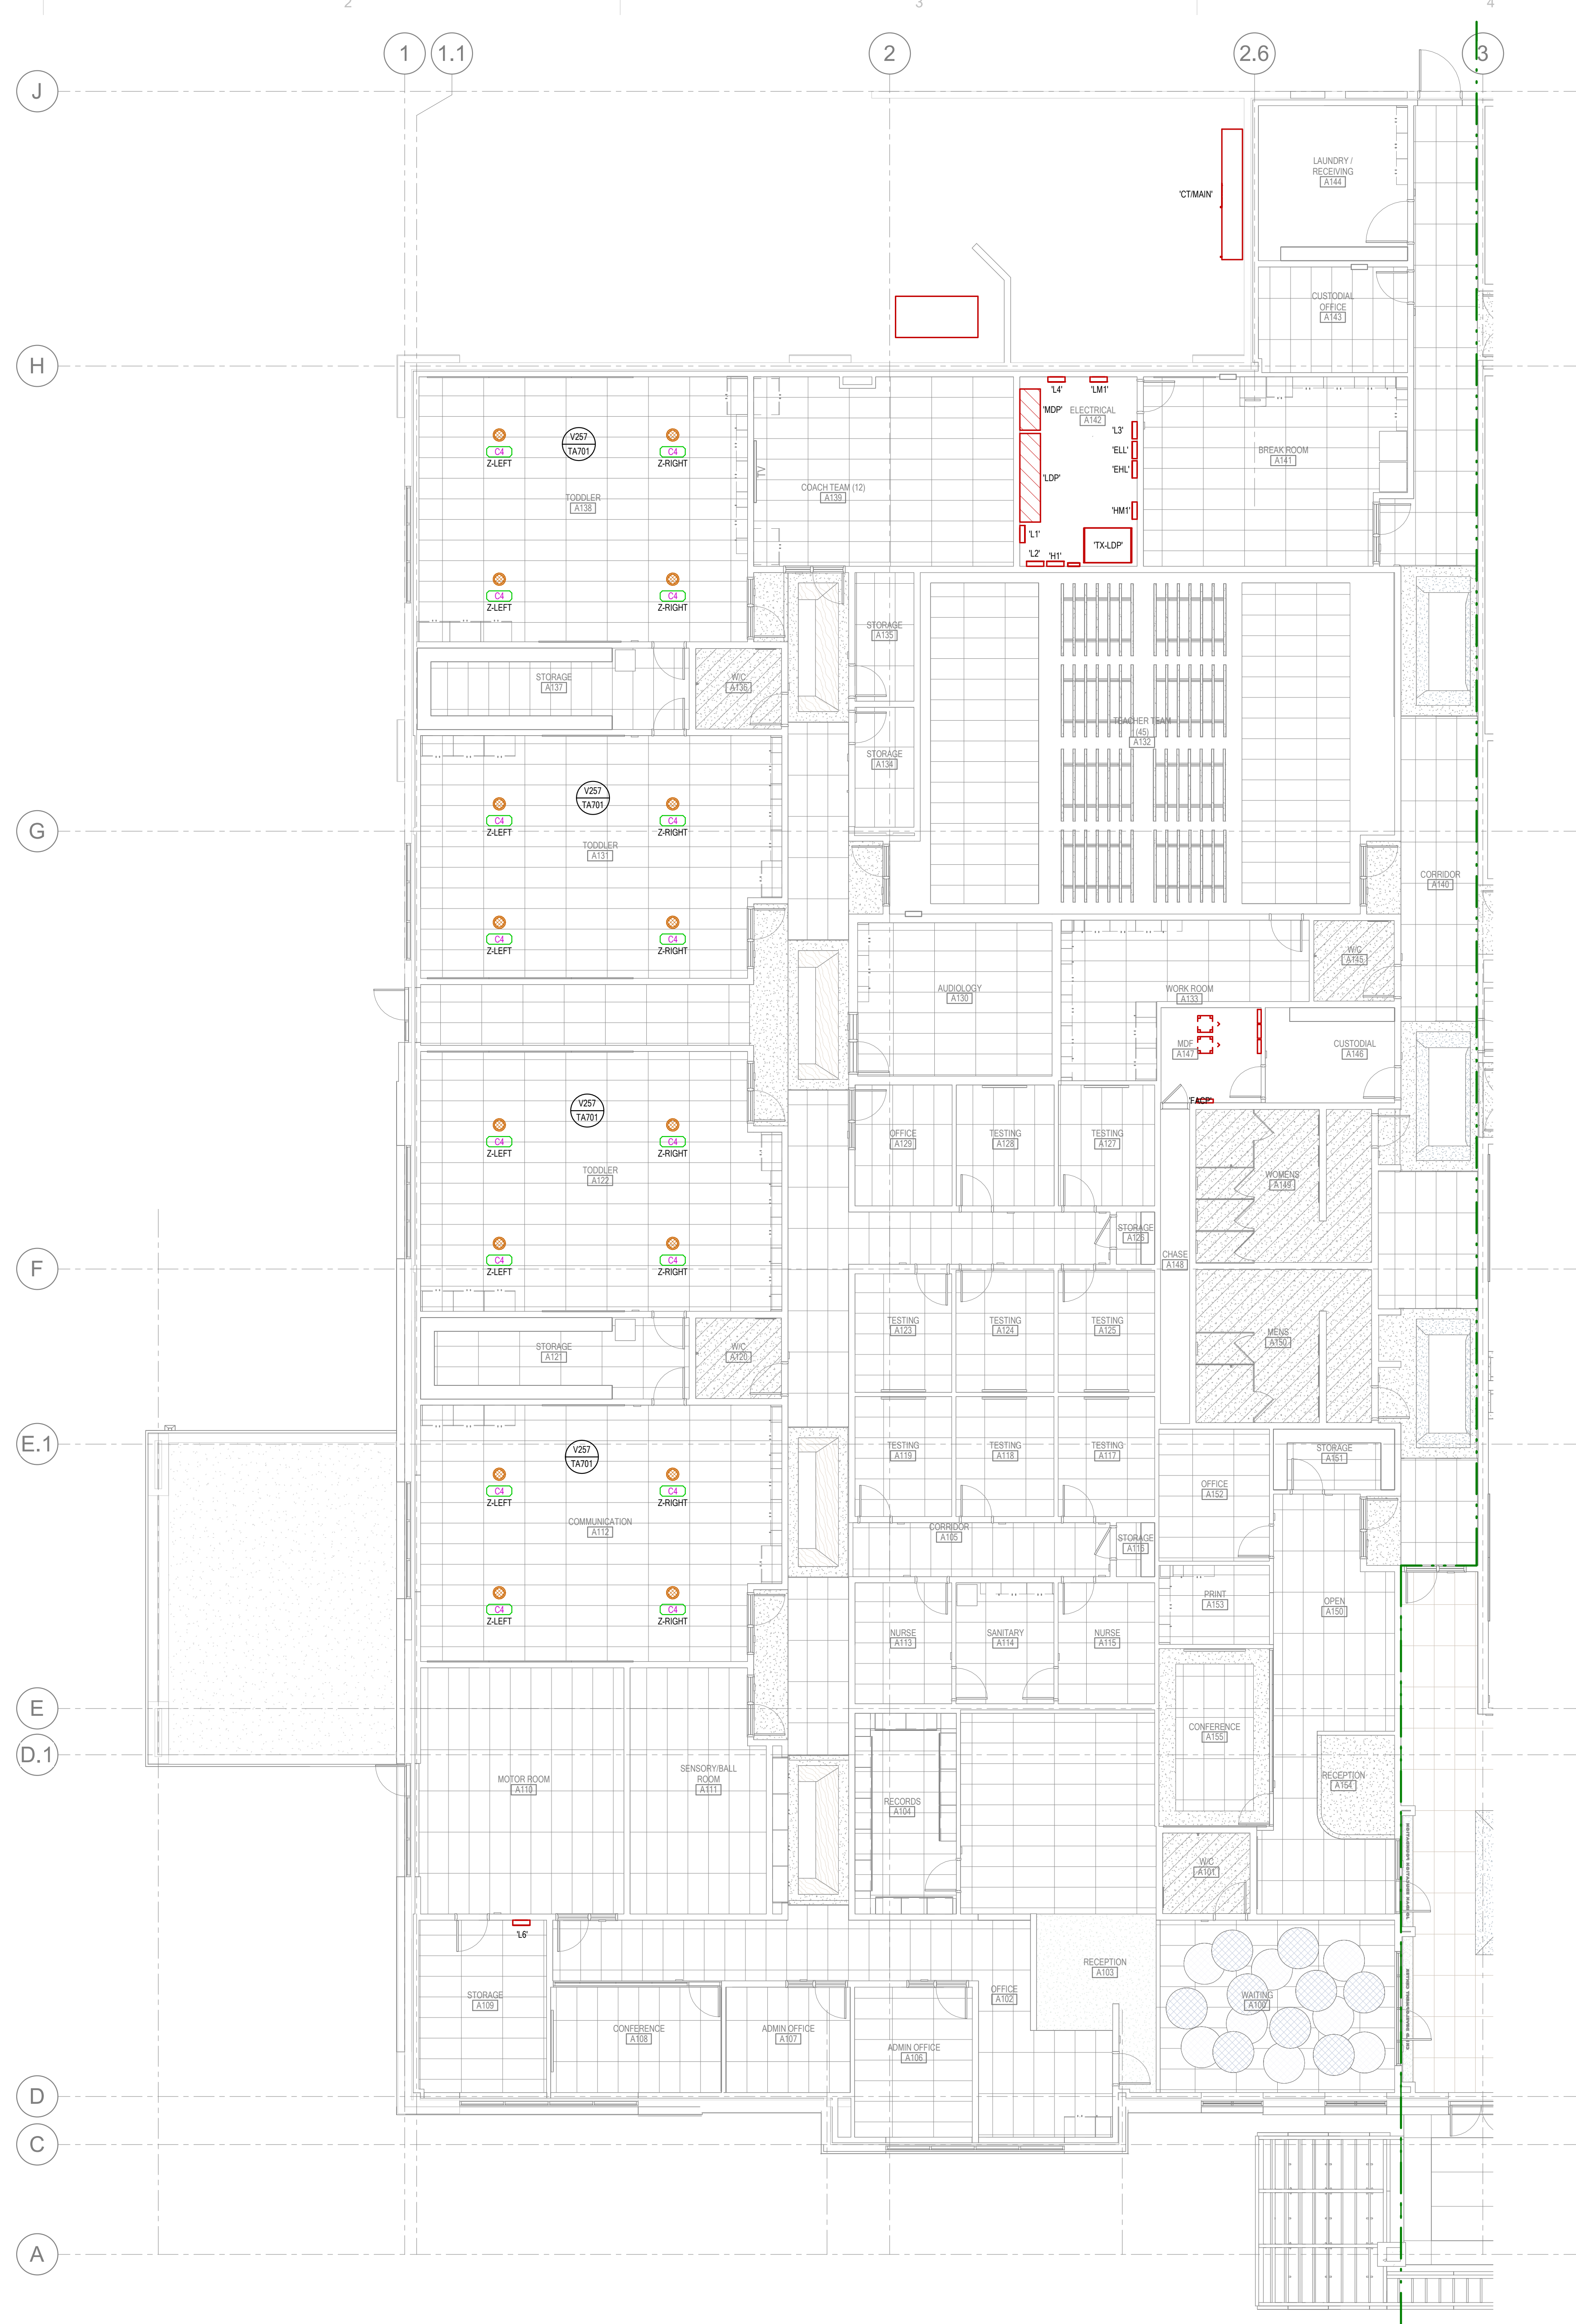 2
3
4
1
1.1
2
2.6
3
J
LAUNDRY /
RECEIVING
A144
'CT/MAIN'
CUSTODIAL
OFFICE
A143
H
'L4'
'LM1'
'MDP'
ELECTRICAL
A142
'L3'
V257
TA701
C4
Z-LEFT
C4
Z-RIGHT
'ELL'
BREAK ROOM
A141
TV
'EHL'
'LDP'
COACH TEAM (12)
A139
TODDLER
A138
'HM1'
'L1'
'TX-LDP'
'L2'
'H1'
C4
Z-LEFT
C4
Z-RIGHT
STORAGE
A135
STORAGE
A137
W/C
A136
TEACHER TEAM
(45)
A132
STORAGE
A134
V257
TA701
C4
Z-LEFT
C4
Z-RIGHT
G
TODDLER
A131
CORRIDOR
A140
C4
Z-LEFT
C4
Z-RIGHT
W/C
A145
AUDIOLOGY
A130
WORK ROOM
A133
MDF
A147
CUSTODIAL
A146
'FACP'
V257
TA701
C4
Z-LEFT
C4
Z-RIGHT
OFFICE
A129
TESTING
A128
TESTING
A127
TODDLER
A122
WOMENS
A149
STORAGE
A126
C4
Z-LEFT
C4
Z-RIGHT
CHASE
A148
F
TESTING
A123
TESTING
A124
TESTING
A125
MENS
A150
STORAGE
A121
W/C
A120
E.1
V257
TA701
TESTING
A119
TESTING
A118
TESTING
A117
STORAGE
A151
C4
Z-LEFT
C4
Z-RIGHT
OFFICE
A152
COMMUNICATION
A112
CORRIDOR
A105
STORAGE
A116
C4
Z-LEFT
C4
Z-RIGHT
PRINT
A153
OPEN
A150
NURSE
A113
SANITARY
A114
NURSE
A115
E
CONFERENCE
A155
D.1
MOTOR ROOM
A110
SENSORY/BALL
ROOM
A111
RECEPTION
A154
RECORDS
A104
W/C
A101
'L6'
RECEPTION
A103
STORAGE
A109
OFFICE
A102
WAITING
A100
CONFERENCE
A108
ADMIN OFFICE
A107
ADMIN OFFICE
A106
D
C
A